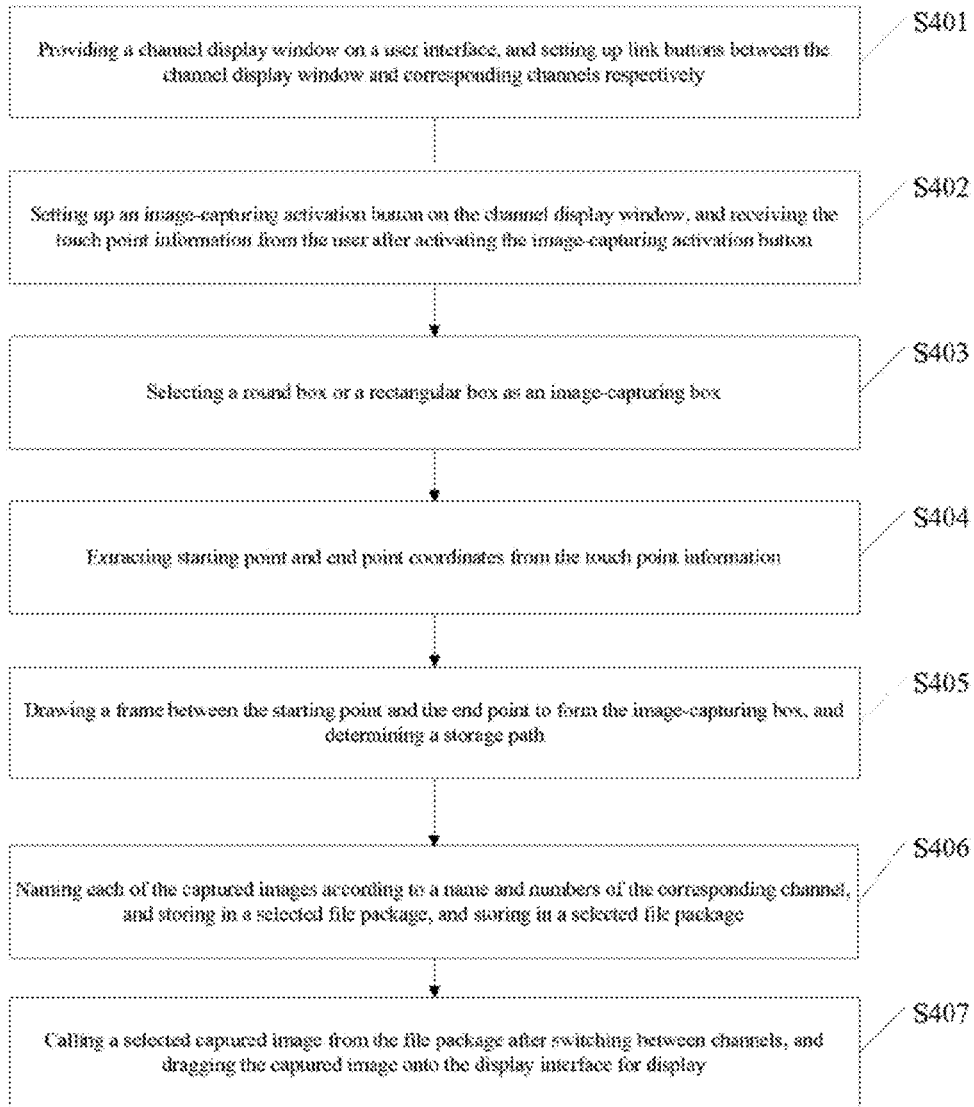 S401
Providing a channel display window on a user interface, and setting up link buttons between the
channel display window and corresponding channels respectively
S402
Setting up an image-capturing activation button on the channel display window, and receiving the
touch point information from the user after activating the image-capturing activation button
S403
Selecting a round box or a rectangular box as an image-capturing box
S404
Extracting starting point and end point coordinates from the touch point information
S405
Drawing a frame between the starting point and the end point to form the image-capturing box, and
determining a storage path
S406
Naming each of the captured images according to a name and numbers of the corresponding channel,
and storing in a selected file package, and storing in a selected file package
S407
Calling a selected captured image from the file package after switching between channels, and
dragging the captured image onto the display interface for display